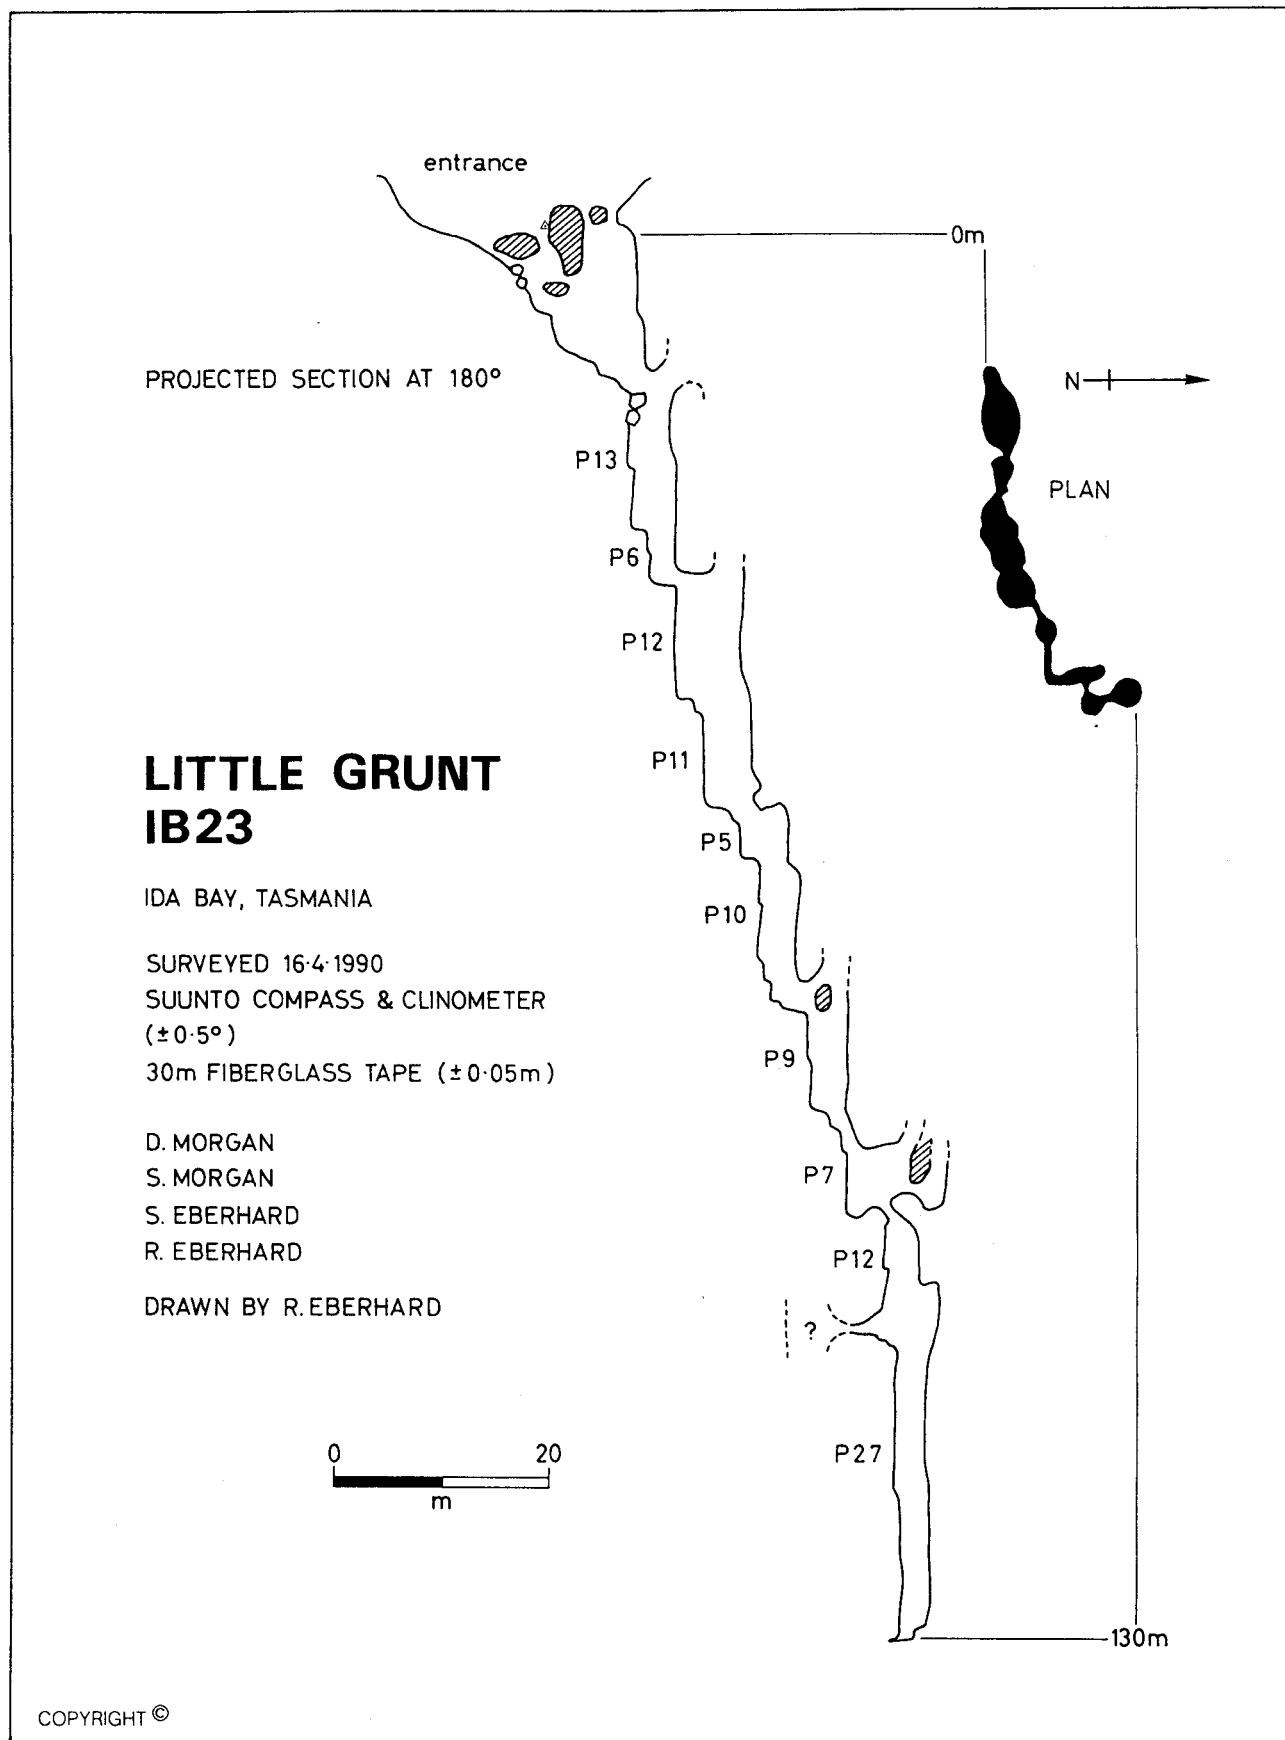 entrance
0m
PROJECTED SECTION AT 180°
N
P13
PLAN
P6
P12
P11
LITTLE GRUNT
IB23
P5
IDA BAY, TASMANIA
P10
SURVEYED 16·4·1990
SUUNTO COMPASS & CLINOMETER
(±0·5°)
P9
30m FIBERGLASS TAPE (±0·05m)
D. MORGAN
S. MORGAN
P7
S. EBERHARD
R. EBERHARD
P12
DRAWN BY R. EBERHARD
?
0 20
m
P27
130m
COPYRIGHT ©